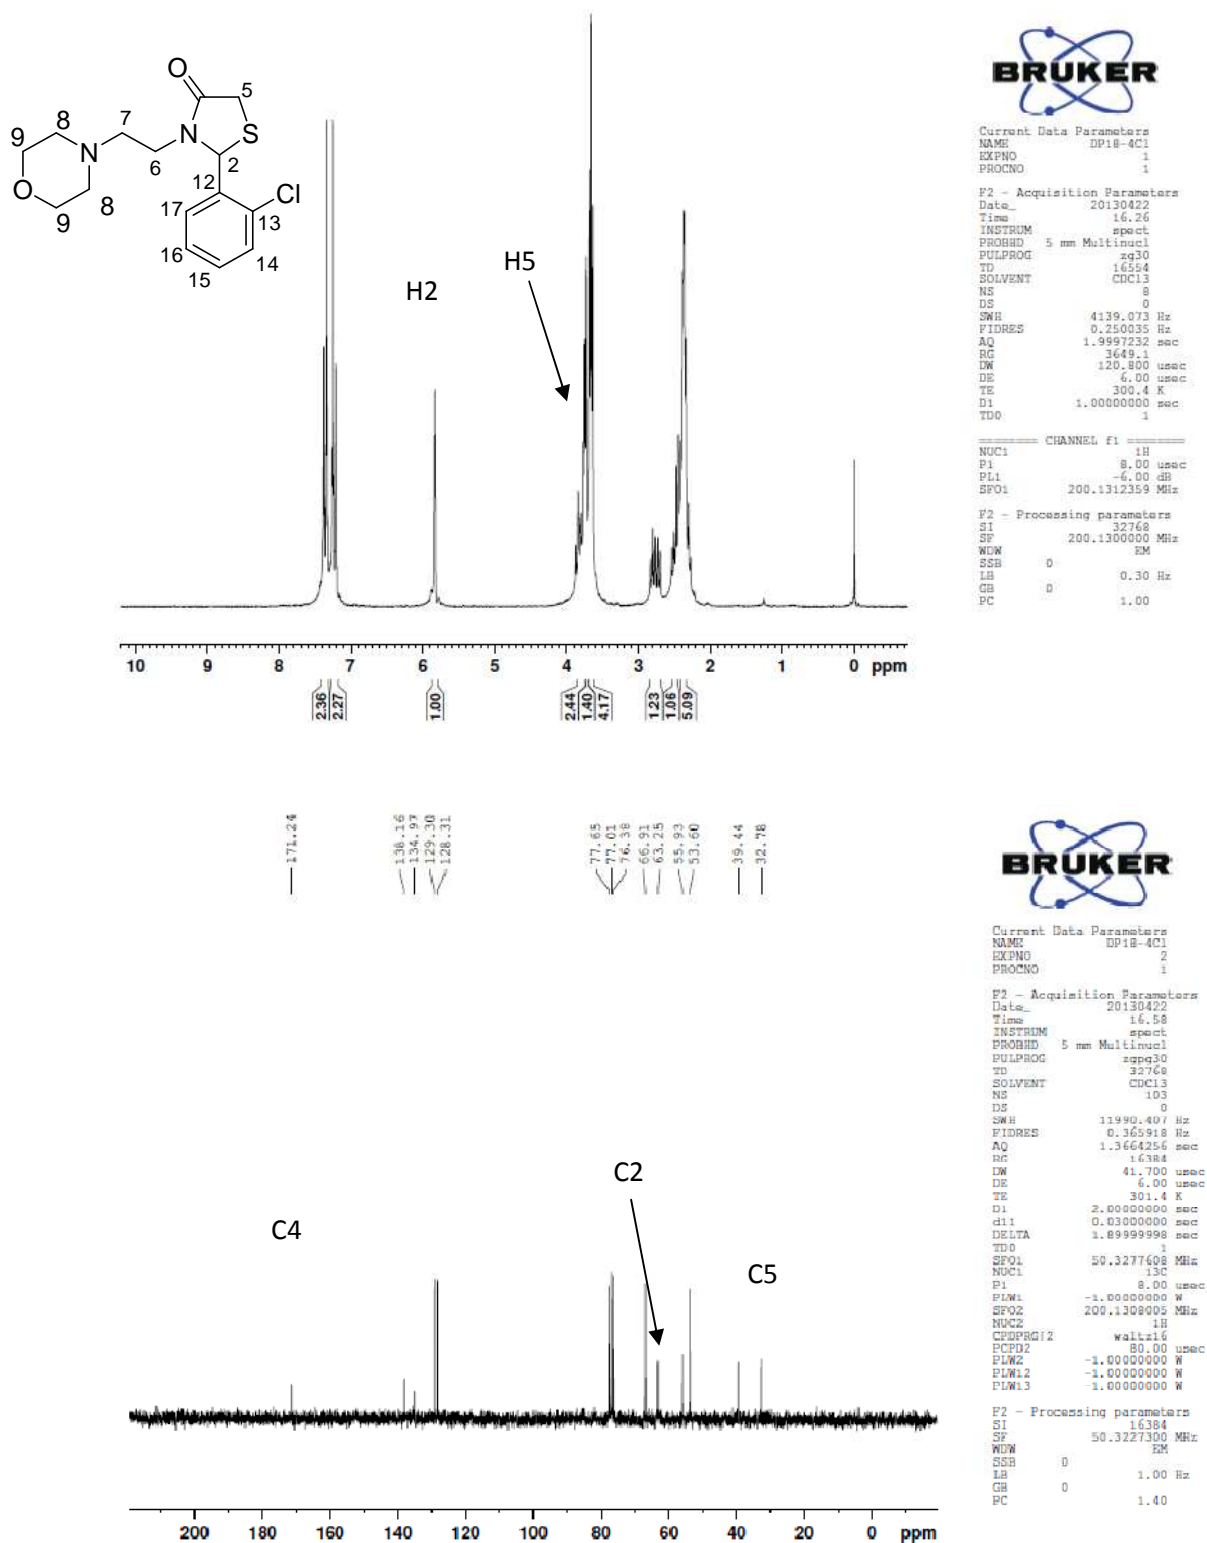 O
5
N
S
7
6
2
8
9
N
O
8
9
12
17
Cl
13
16
14
15
H2
H5
BRUKER
Current Data Parameters
NAME DP18-4Cl
EXPNO 1
PROCNO 1
F2 - Acquisition Parameters
Date_ 20130422
Time 16.26
INSTRUM spect
PROBHD 5 mm Multinucl
PULPROG zg30
TD 16554
SOLVENT CDCl3
NS 8
DS 0
SWH 4139.073 Hz
FIDRES 0.250035 Hz
AQ 1.9997232 sec
RG 3649.1
DW 120.800 usec
DE 6.00 usec
TE 300.4 K
D1 1.00000000 sec
TD0 1
======== CHANNEL f1 ========
NUC1 1H
P1 8.00 usec
PL1 -6.00 dB
SFO1 200.1312359 MHz
F2 - Processing parameters
SI 32768
SF 200.1300000 MHz
WDW EM
SSB 0
LB 0.30 Hz
GB 0
PC 1.00
10 9 8 7 6 5 4 3 2 1 0 ppm
2.36 2.27 1.00 2.44 1.40 4.17 1.23 1.06 5.09
171.24 138.16 134.97 129.30 128.31 77.65 77.01 76.38 66.91 63.25 55.93 53.60 39.44 32.78
C4
C2
C5
BRUKER
Current Data Parameters
NAME DP18-4Cl
EXPNO 2
PROCNO 1
F2 - Acquisition Parameters
Date_ 20130422
Time 16.58
INSTRUM spect
PROBHD 5 mm Multinucl
PULPROG zgpg30
TD 32768
SOLVENT CDCl3
NS 103
DS 0
SWH 11990.407 Hz
FIDRES 0.365918 Hz
AQ 1.3664256 sec
RG 16384
DW 41.700 usec
DE 6.00 usec
TE 301.4 K
D1 2.00000000 sec
d11 0.03000000 sec
DELTA 1.89999998 sec
TD0 1
SFO1 50.3277608 MHz
NUC1 13C
P1 8.00 usec
PLW1 -1.00000000 W
SFO2 200.1308005 MHz
NUC2 1H
CPDPRG[2 waltz16
PCPD2 80.00 usec
PLW2 -1.00000000 W
PLW12 -1.00000000 W
PLW13 -1.00000000 W
F2 - Processing parameters
SI 16384
SF 50.3227300 MHz
WDW EM
SSB 0
LB 1.00 Hz
GB 0
PC 1.40
200 180 160 140 120 100 80 60 40 20 0 ppm